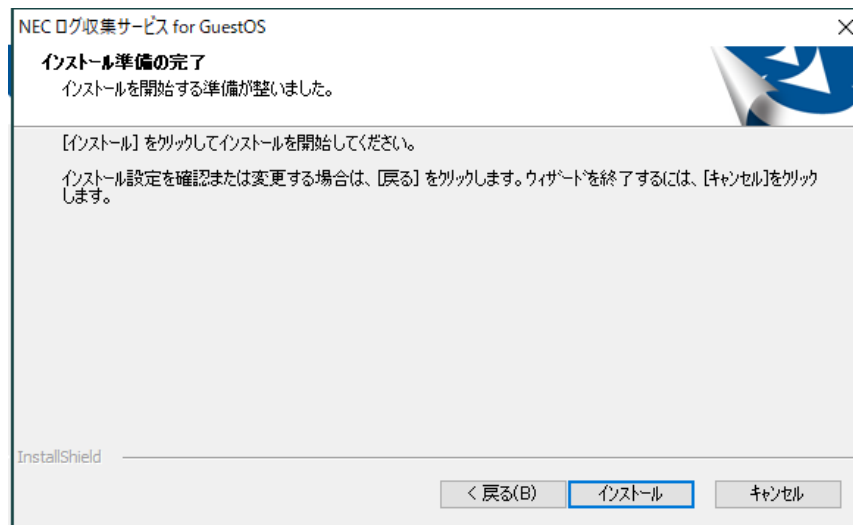 NEC ログ収集サービス for GuestOS
インストール準備の完了
インストールを開始する準備が整いました。
[インストール] をクリックしてインストールを開始してください。
インストール設定を確認または変更する場合は、[戻る] をクリックします。ウィザードを終了するには、[キャンセル]をクリック
します。
InstallShield
< 戻る(B)
インストール
キャンセル